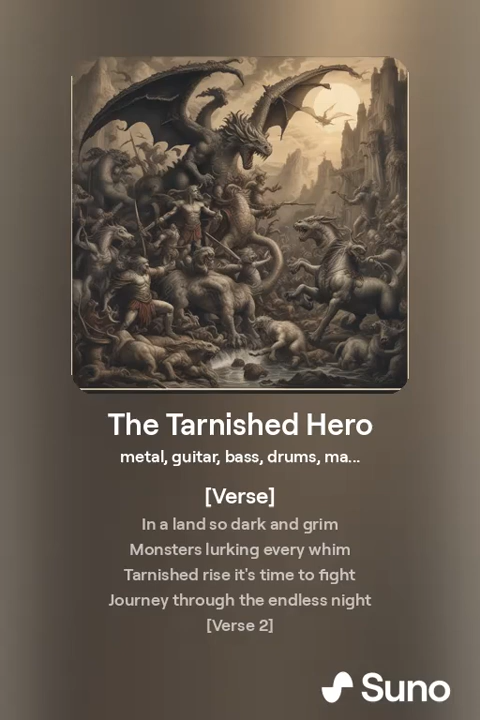 The Tarnished Hero
metal, guitar, bass, drums, ma...
[Verse]
In a land so dark and grim
Monsters lurking every whim
Tarnished rise it's time to fight
Journey through the endless night
[Verse 2]
Suno